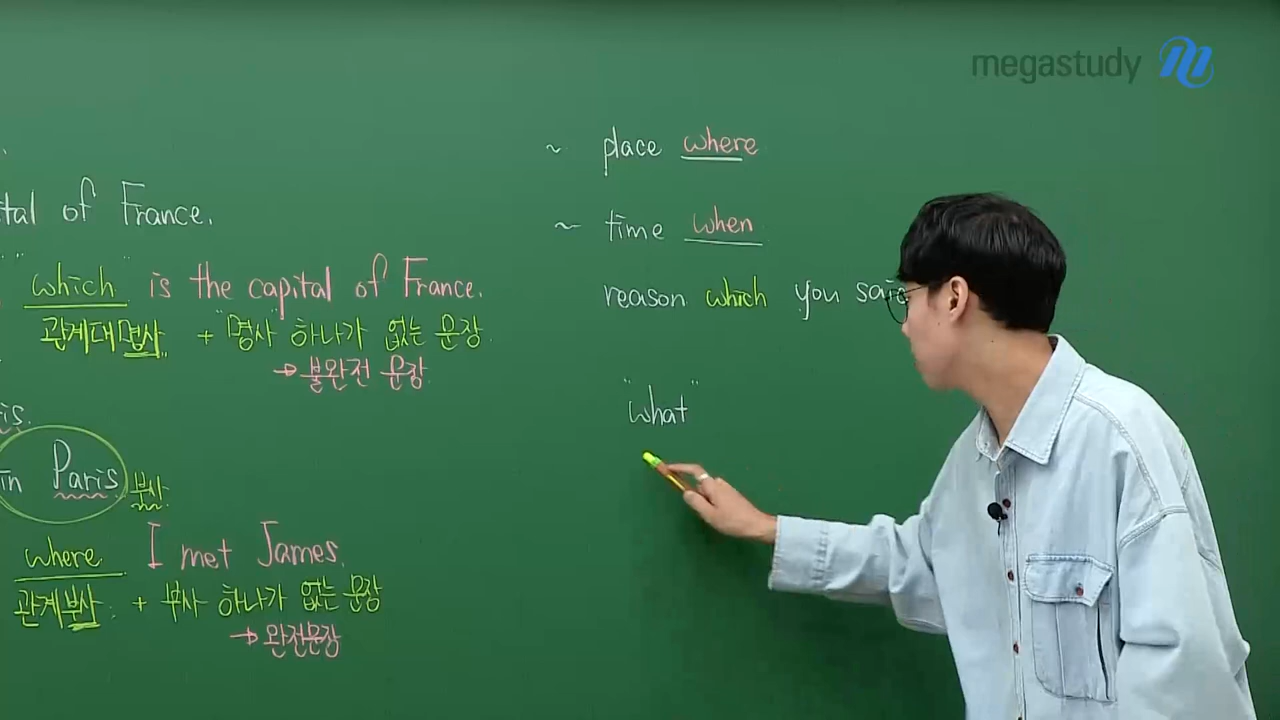 megastudy
tal of France.
"which" is the capital of France.
관계대명사 + "명사" 하나가 없는 문장.
→ 불완전 문장.
is.
in Paris 부사
where I met James.
관계부사 + 부사 하나가 없는 문장
→ 완전문장
~ place where
~ time when
reason which you said
"what"